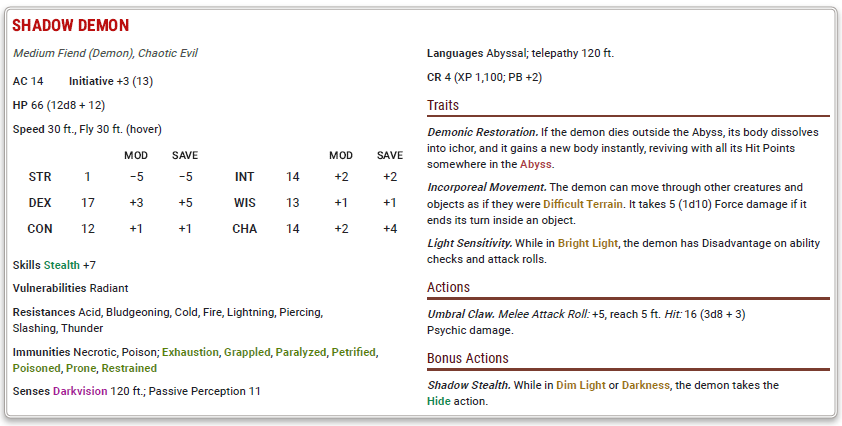 SHADOW DEMON
Medium Fiend (Demon), Chaotic Evil
AC 14 Initiative +3 (13)
HP 66 (12d8 + 12)
Speed 30 ft., Fly 30 ft. (hover)
MOD SAVE MOD SAVE
STR 1 −5 −5 INT 14 +2 +2
DEX 17 +3 +5 WIS 13 +1 +1
CON 12 +1 +1 CHA 14 +2 +4
Skills Stealth +7
Vulnerabilities Radiant
Resistances Acid, Bludgeoning, Cold, Fire, Lightning, Piercing,
Slashing, Thunder
Immunities Necrotic, Poison; Exhaustion, Grappled, Paralyzed, Petrified,
Poisoned, Prone, Restrained
Senses Darkvision 120 ft.; Passive Perception 11
Languages Abyssal; telepathy 120 ft.
CR 4 (XP 1,100; PB +2)
Traits
Demonic Restoration. If the demon dies outside the Abyss, its body dissolves
into ichor, and it gains a new body instantly, reviving with all its Hit Points
somewhere in the Abyss.
Incorporeal Movement. The demon can move through other creatures and
objects as if they were Difficult Terrain. It takes 5 (1d10) Force damage if it
ends its turn inside an object.
Light Sensitivity. While in Bright Light, the demon has Disadvantage on ability
checks and attack rolls.
Actions
Umbral Claw. Melee Attack Roll: +5, reach 5 ft. Hit: 16 (3d8 + 3)
Psychic damage.
Bonus Actions
Shadow Stealth. While in Dim Light or Darkness, the demon takes the
Hide action.